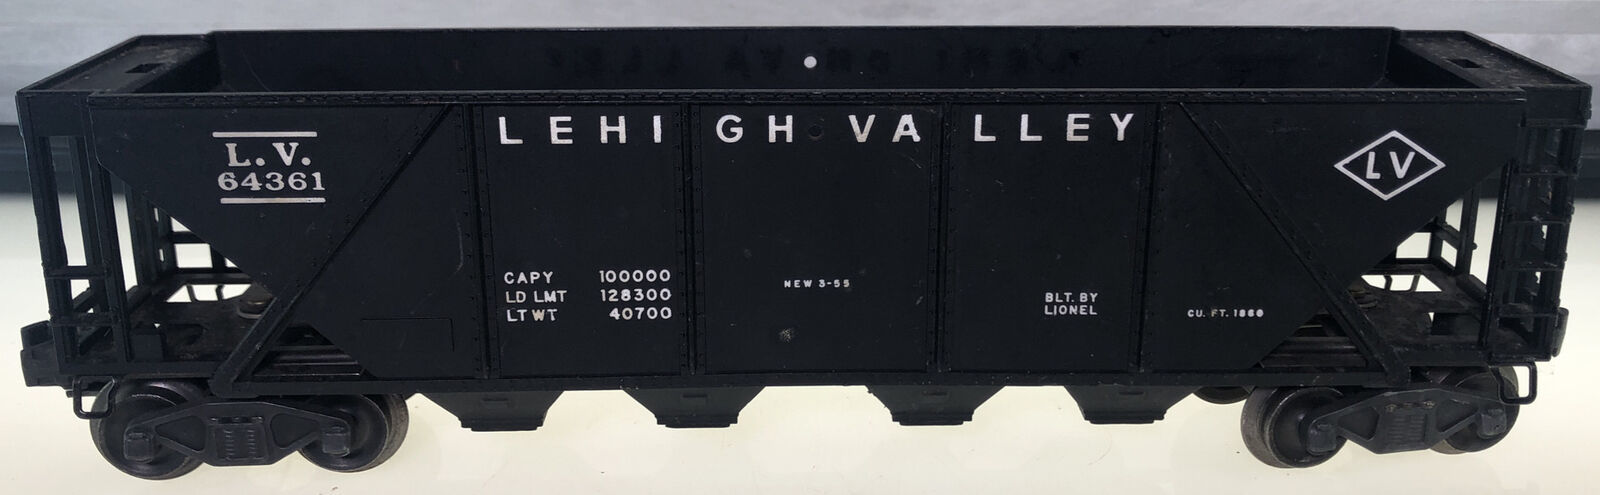 LEHIGH VALLEY
L. V.
64361
LV
CAPY 100000
LD LMT 128300
LT WT 40700
NEW 3-55
BLT. BY
LIONEL
CU. FT. 1860